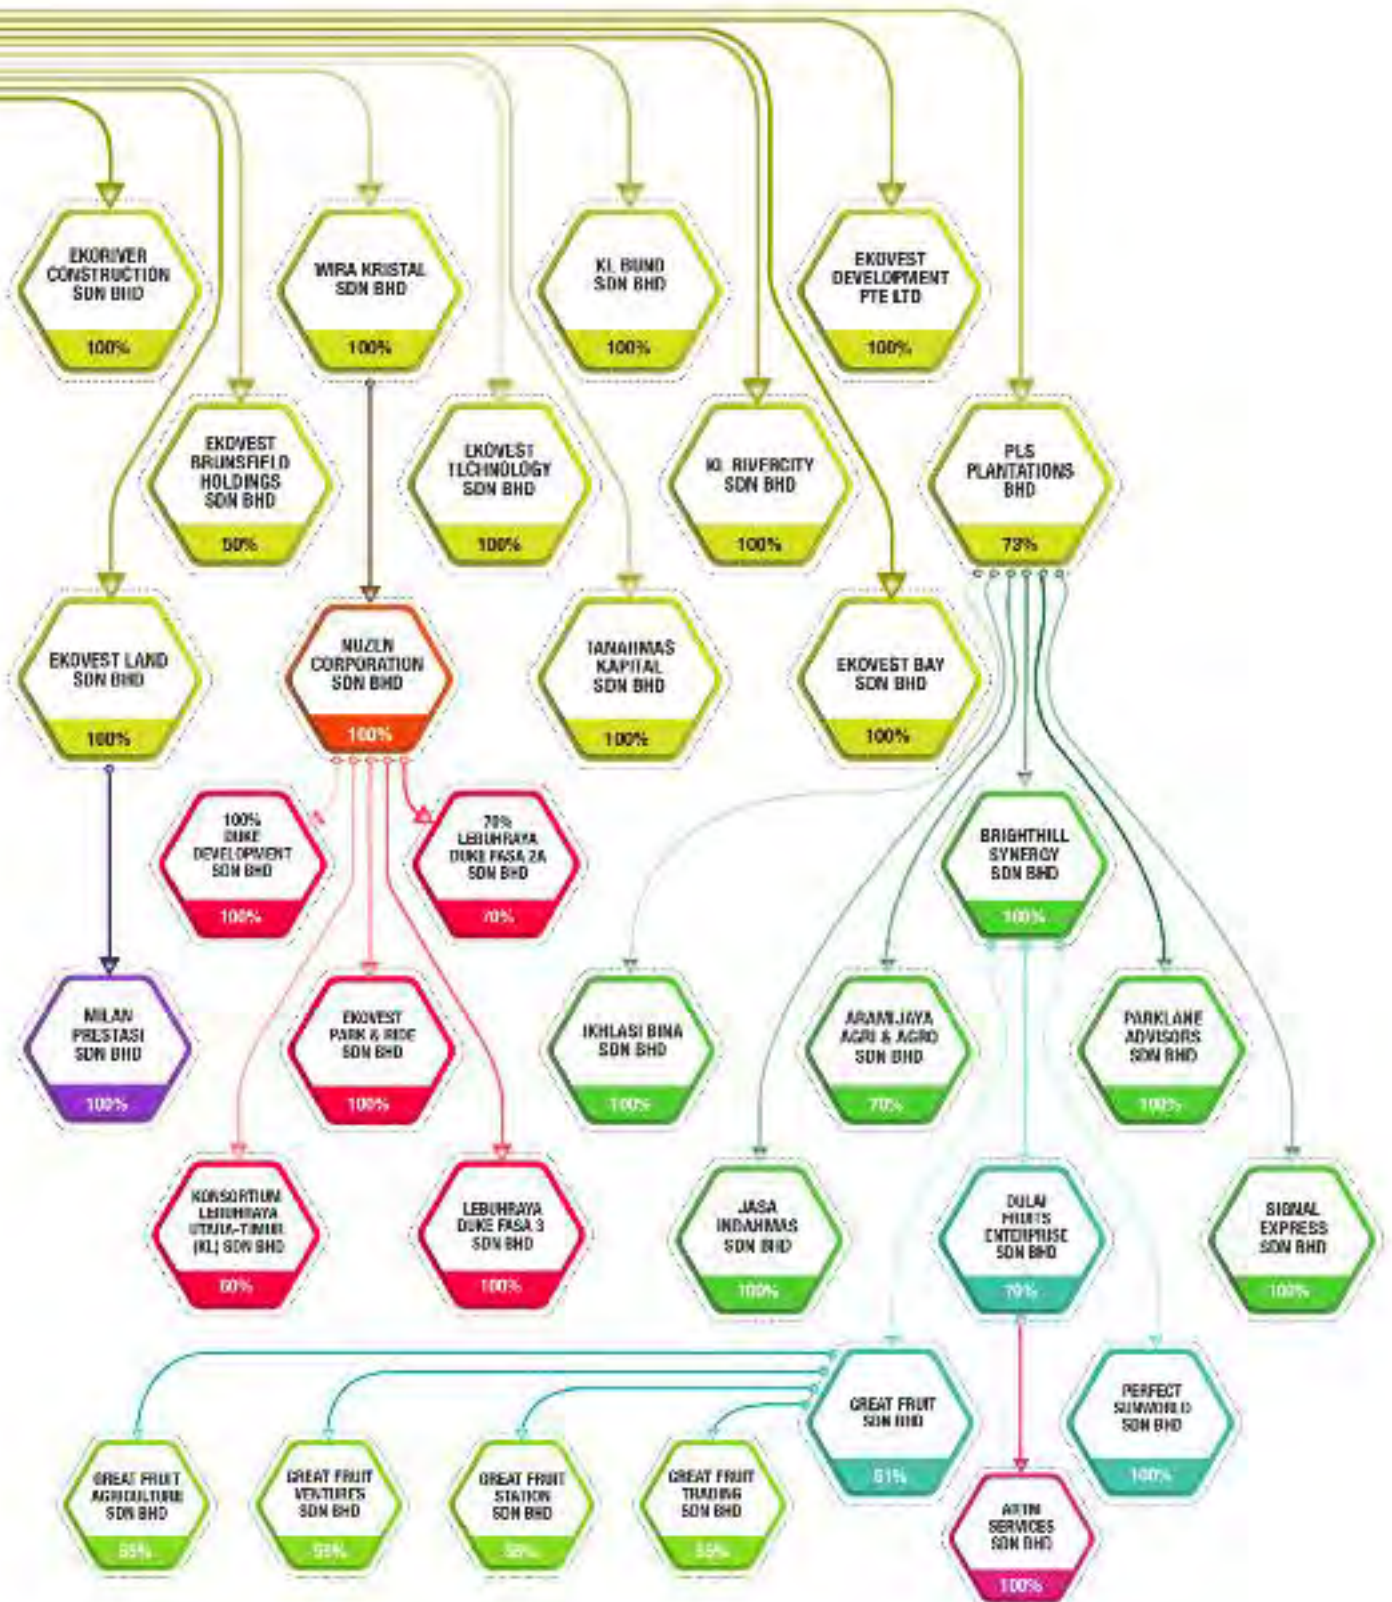 EKORIVER
CONSTRUCTION
SDN BHD
100%
WIRA KRISTAL
SDN BHD
100%
KL BUND
SDN BHD
100%
EKOVEST
DEVELOPMENT
PTE LTD
100%
EKOVEST
BRUNSFIELD
HOLDINGS
SDN BHD
50%
EKOVEST
TECHNOLOGY
SDN BHD
100%
KL RIVERCITY
SDN BHD
100%
PLS
PLANTATIONS
BHD
73%
EKOVEST LAND
SDN BHD
100%
NUZEN
CORPORATION
SDN BHD
100%
TANAHMAS
KAPITAL
SDN BHD
100%
EKOVEST BAY
SDN BHD
100%
100%
DUKE
DEVELOPMENT
SDN BHD
100%
70%
LEBUHRAYA
DUKE FASA 2A
SDN BHD
70%
BRIGHTHILL
SYNERGY
SDN BHD
100%
MILAN
PRESTASI
SDN BHD
100%
EKOVEST
PARK & RIDE
SDN BHD
100%
IKHLASI BINA
SDN BHD
100%
ARAMIJAYA
AGRI & AGRO
SDN BHD
70%
PARKLANE
ADVISORS
SDN BHD
100%
KONSORTIUM
LEBUHRAYA
UTARA-TIMUR
(KL) SDN BHD
60%
LEBUHRAYA
DUKE FASA 3
SDN BHD
100%
JASA
INDAHMAS
SDN BHD
100%
DULAI
FRUITS
ENTERPRISE
SDN BHD
70%
SIGNAL
EXPRESS
SDN BHD
100%
GREAT FRUIT
SDN BHD
51%
PERFECT
SUNWORLD
SDN BHD
100%
GREAT FRUIT
AGRICULTURE
SDN BHD
GREAT FRUIT
VENTURES
SDN BHD
GREAT FRUIT
STATION
SDN BHD
GREAT FRUIT
TRADING
SDN BHD
55%
SERVICES
SDN BHD
100%